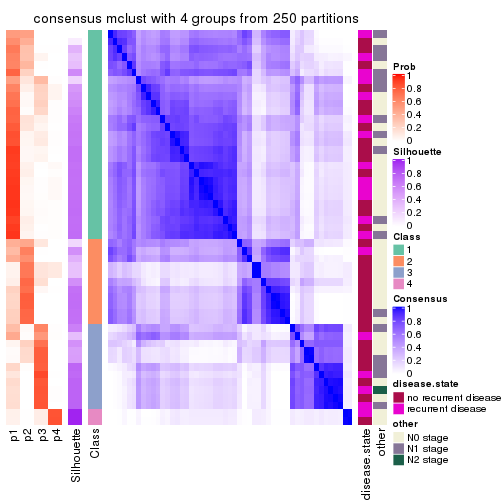 consensus mclust with 4 groups from 250 partitions
Prob
1
0.8
0.6
0.4
0.2
0
Silhouette
1
0.8
0.6
0.4
0.2
0
Class
1
2
3
4
Consensus
1
0.8
0.6
0.4
0.2
0
disease.state
no recurrent disease
recurrent disease
other
N0 stage
N1 stage
N2 stage
p1
p2
p3
p4
Silhouette
Class
disease.state
other